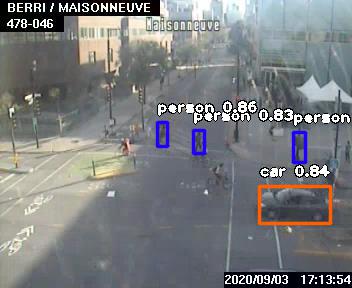 BERRI / MAISONNEUVE
478-046
Maisonneuve
person 0.86
person 0.83
person
car 0.84
2020/09/03 17:13:54